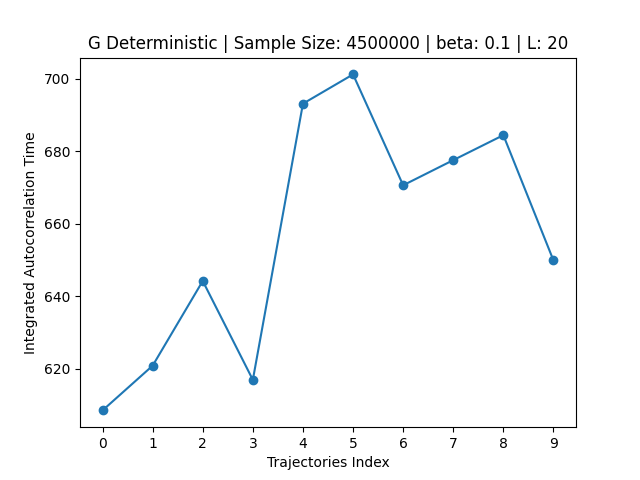 G Deterministic | Sample Size: 4500000 | beta: 0.1 | L: 20
Integrated Autocorrelation Time
700
680
660
640
620
0 1 2 3 4 5 6 7 8 9
Trajectories Index